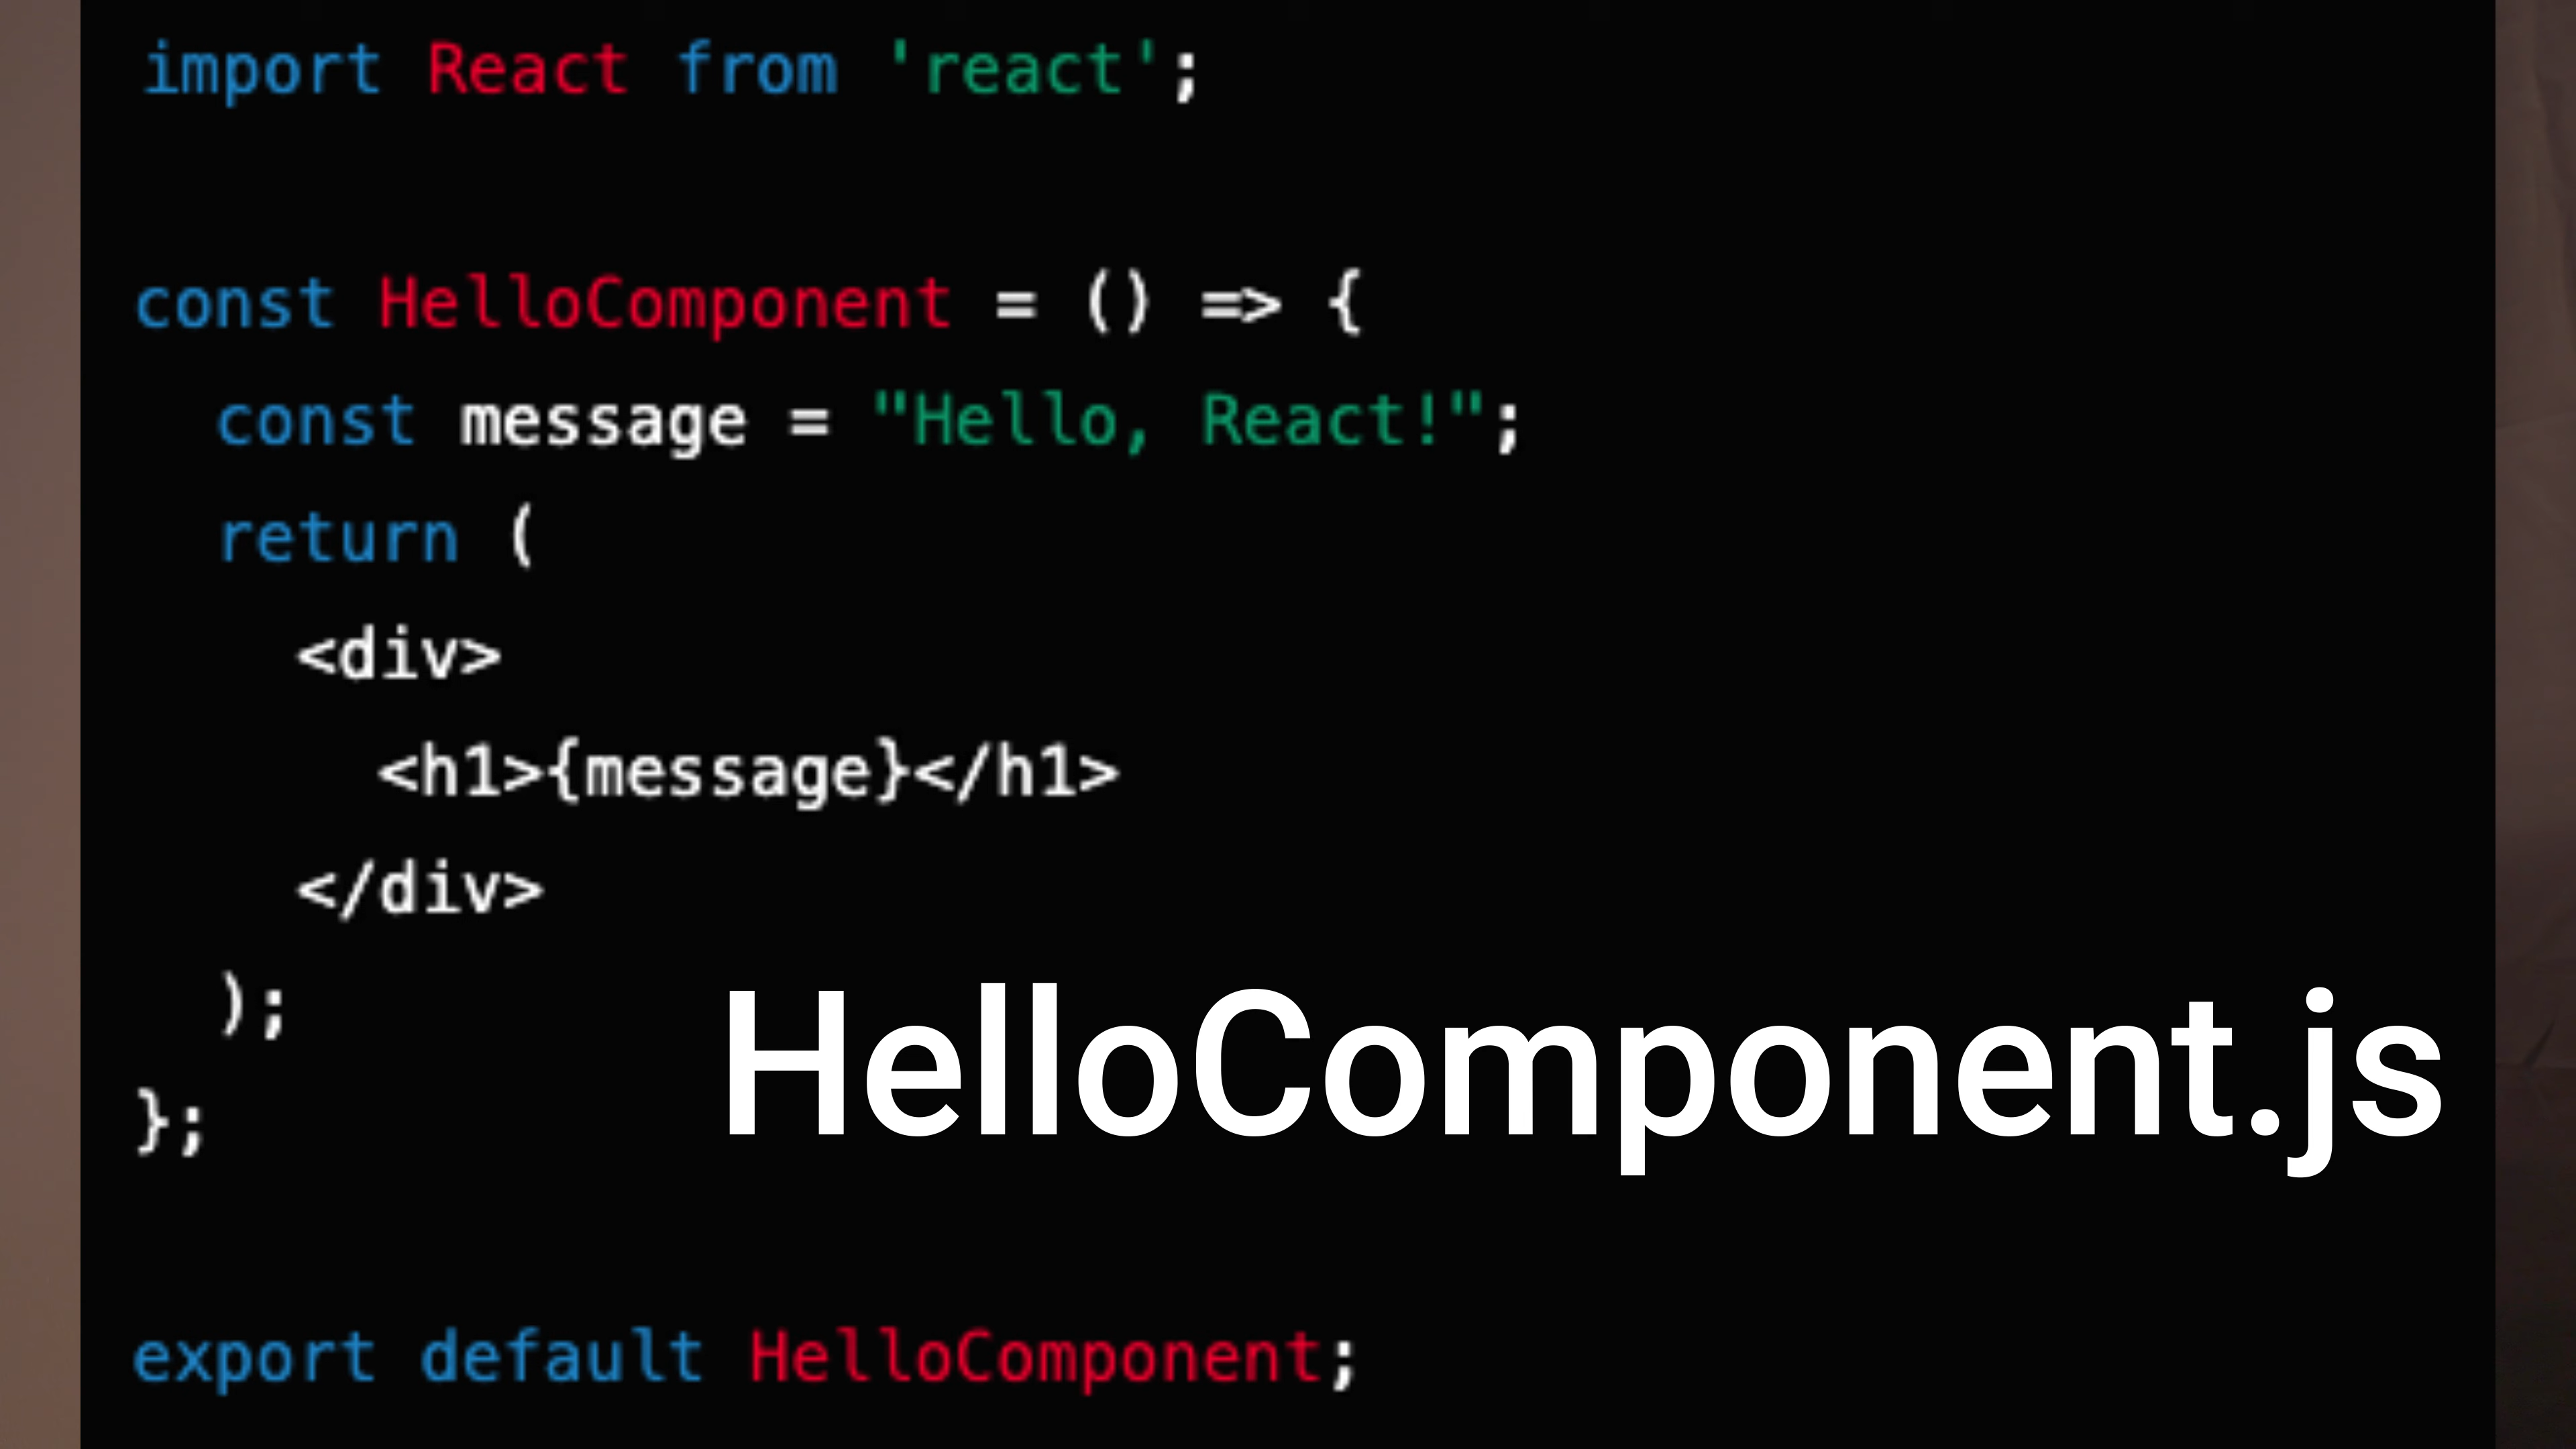 import React from 'react';
const HelloComponent = () => {
const message = "Hello, React!";
return (
<div>
<h1>{message}</h1>
</div>
);
};
HelloComponent.js
export default HelloComponent;